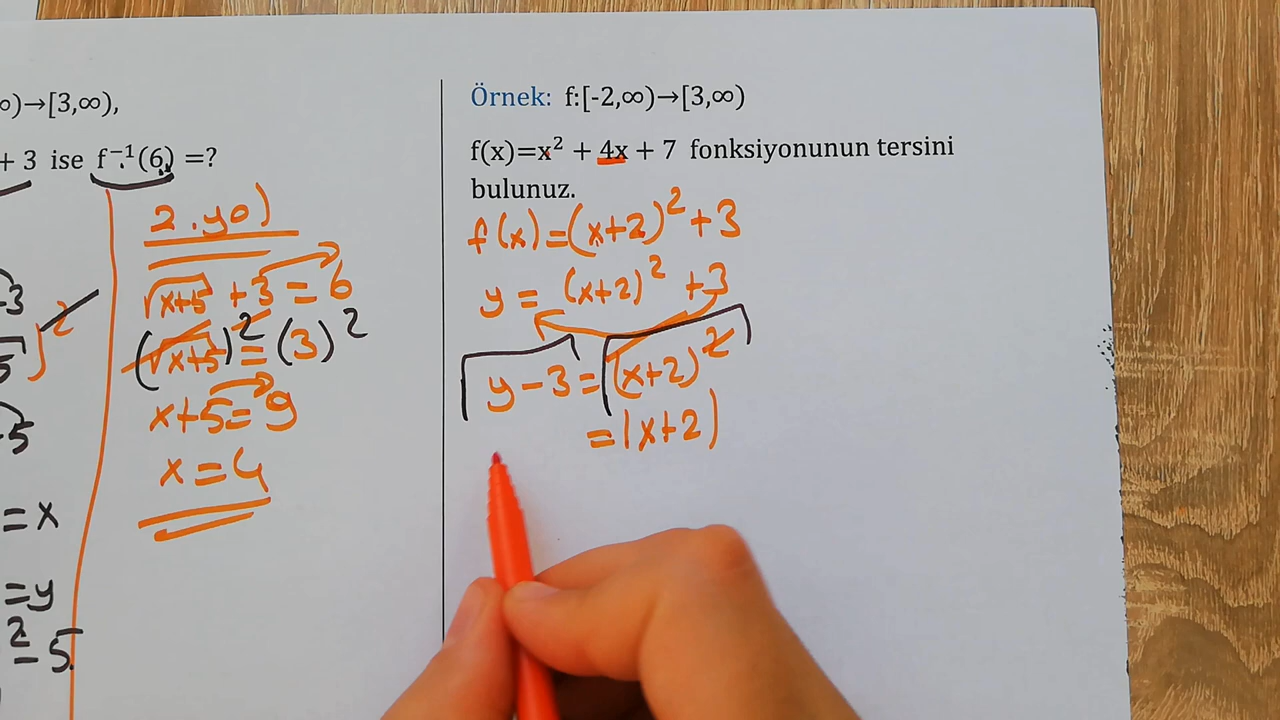 ∞)→[3,∞),
+ 3 ise f⁻¹(6) =?
2.yol
√x+5 + 3 = 6
(√x+5)² = (3)²
x+5=9
x=4
= x
= y
² - 5
Örnek: f:[-2,∞)→[3,∞)
f(x)=x² + 4x + 7 fonksiyonunun tersini
bulunuz.
f(x)=(x+2)²+3
y = (x+2)² +3
√y-3 = √(x+2)²
= |x+2|